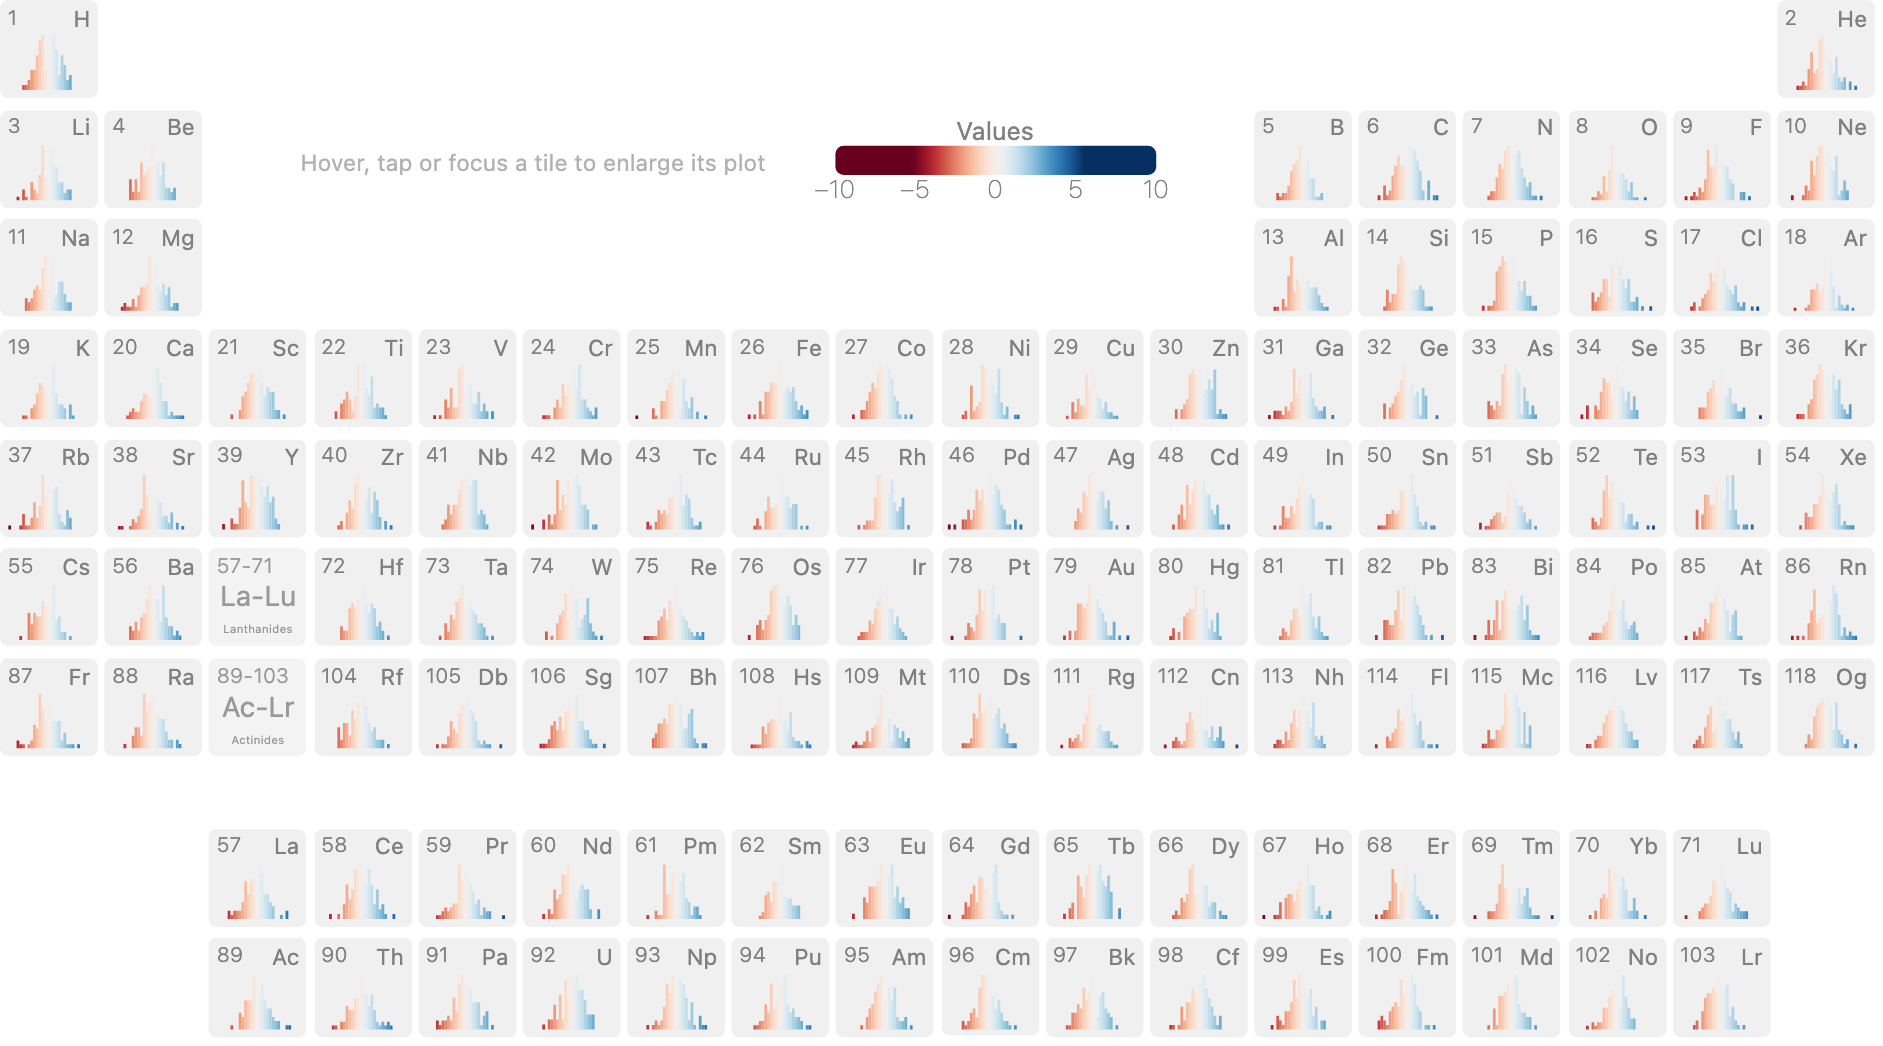 1 H 2 He
3 Li 4 Be Hover, tap or focus a tile to enlarge its plot Values 5 B 6 C 7 N 8 O 9 F 10 Ne
−10 −5 0 5 10
11 Na 12 Mg 13 Al 14 Si 15 P 16 S 17 Cl 18 Ar
19 K 20 Ca 21 Sc 22 Ti 23 V 24 Cr 25 Mn 26 Fe 27 Co 28 Ni 29 Cu 30 Zn 31 Ga 32 Ge 33 As 34 Se 35 Br 36 Kr
37 Rb 38 Sr 39 Y 40 Zr 41 Nb 42 Mo 43 Tc 44 Ru 45 Rh 46 Pd 47 Ag 48 Cd 49 In 50 Sn 51 Sb 52 Te 53 I 54 Xe
55 Cs 56 Ba 57-71 72 Hf 73 Ta 74 W 75 Re 76 Os 77 Ir 78 Pt 79 Au 80 Hg 81 Tl 82 Pb 83 Bi 84 Po 85 At 86 Rn
La-Lu
Lanthanides
87 Fr 88 Ra 89-103 104 Rf 105 Db 106 Sg 107 Bh 108 Hs 109 Mt 110 Ds 111 Rg 112 Cn 113 Nh 114 Fl 115 Mc 116 Lv 117 Ts 118 Og
Ac-Lr
Actinides
57 La 58 Ce 59 Pr 60 Nd 61 Pm 62 Sm 63 Eu 64 Gd 65 Tb 66 Dy 67 Ho 68 Er 69 Tm 70 Yb 71 Lu
89 Ac 90 Th 91 Pa 92 U 93 Np 94 Pu 95 Am 96 Cm 97 Bk 98 Cf 99 Es 100 Fm 101 Md 102 No 103 Lr